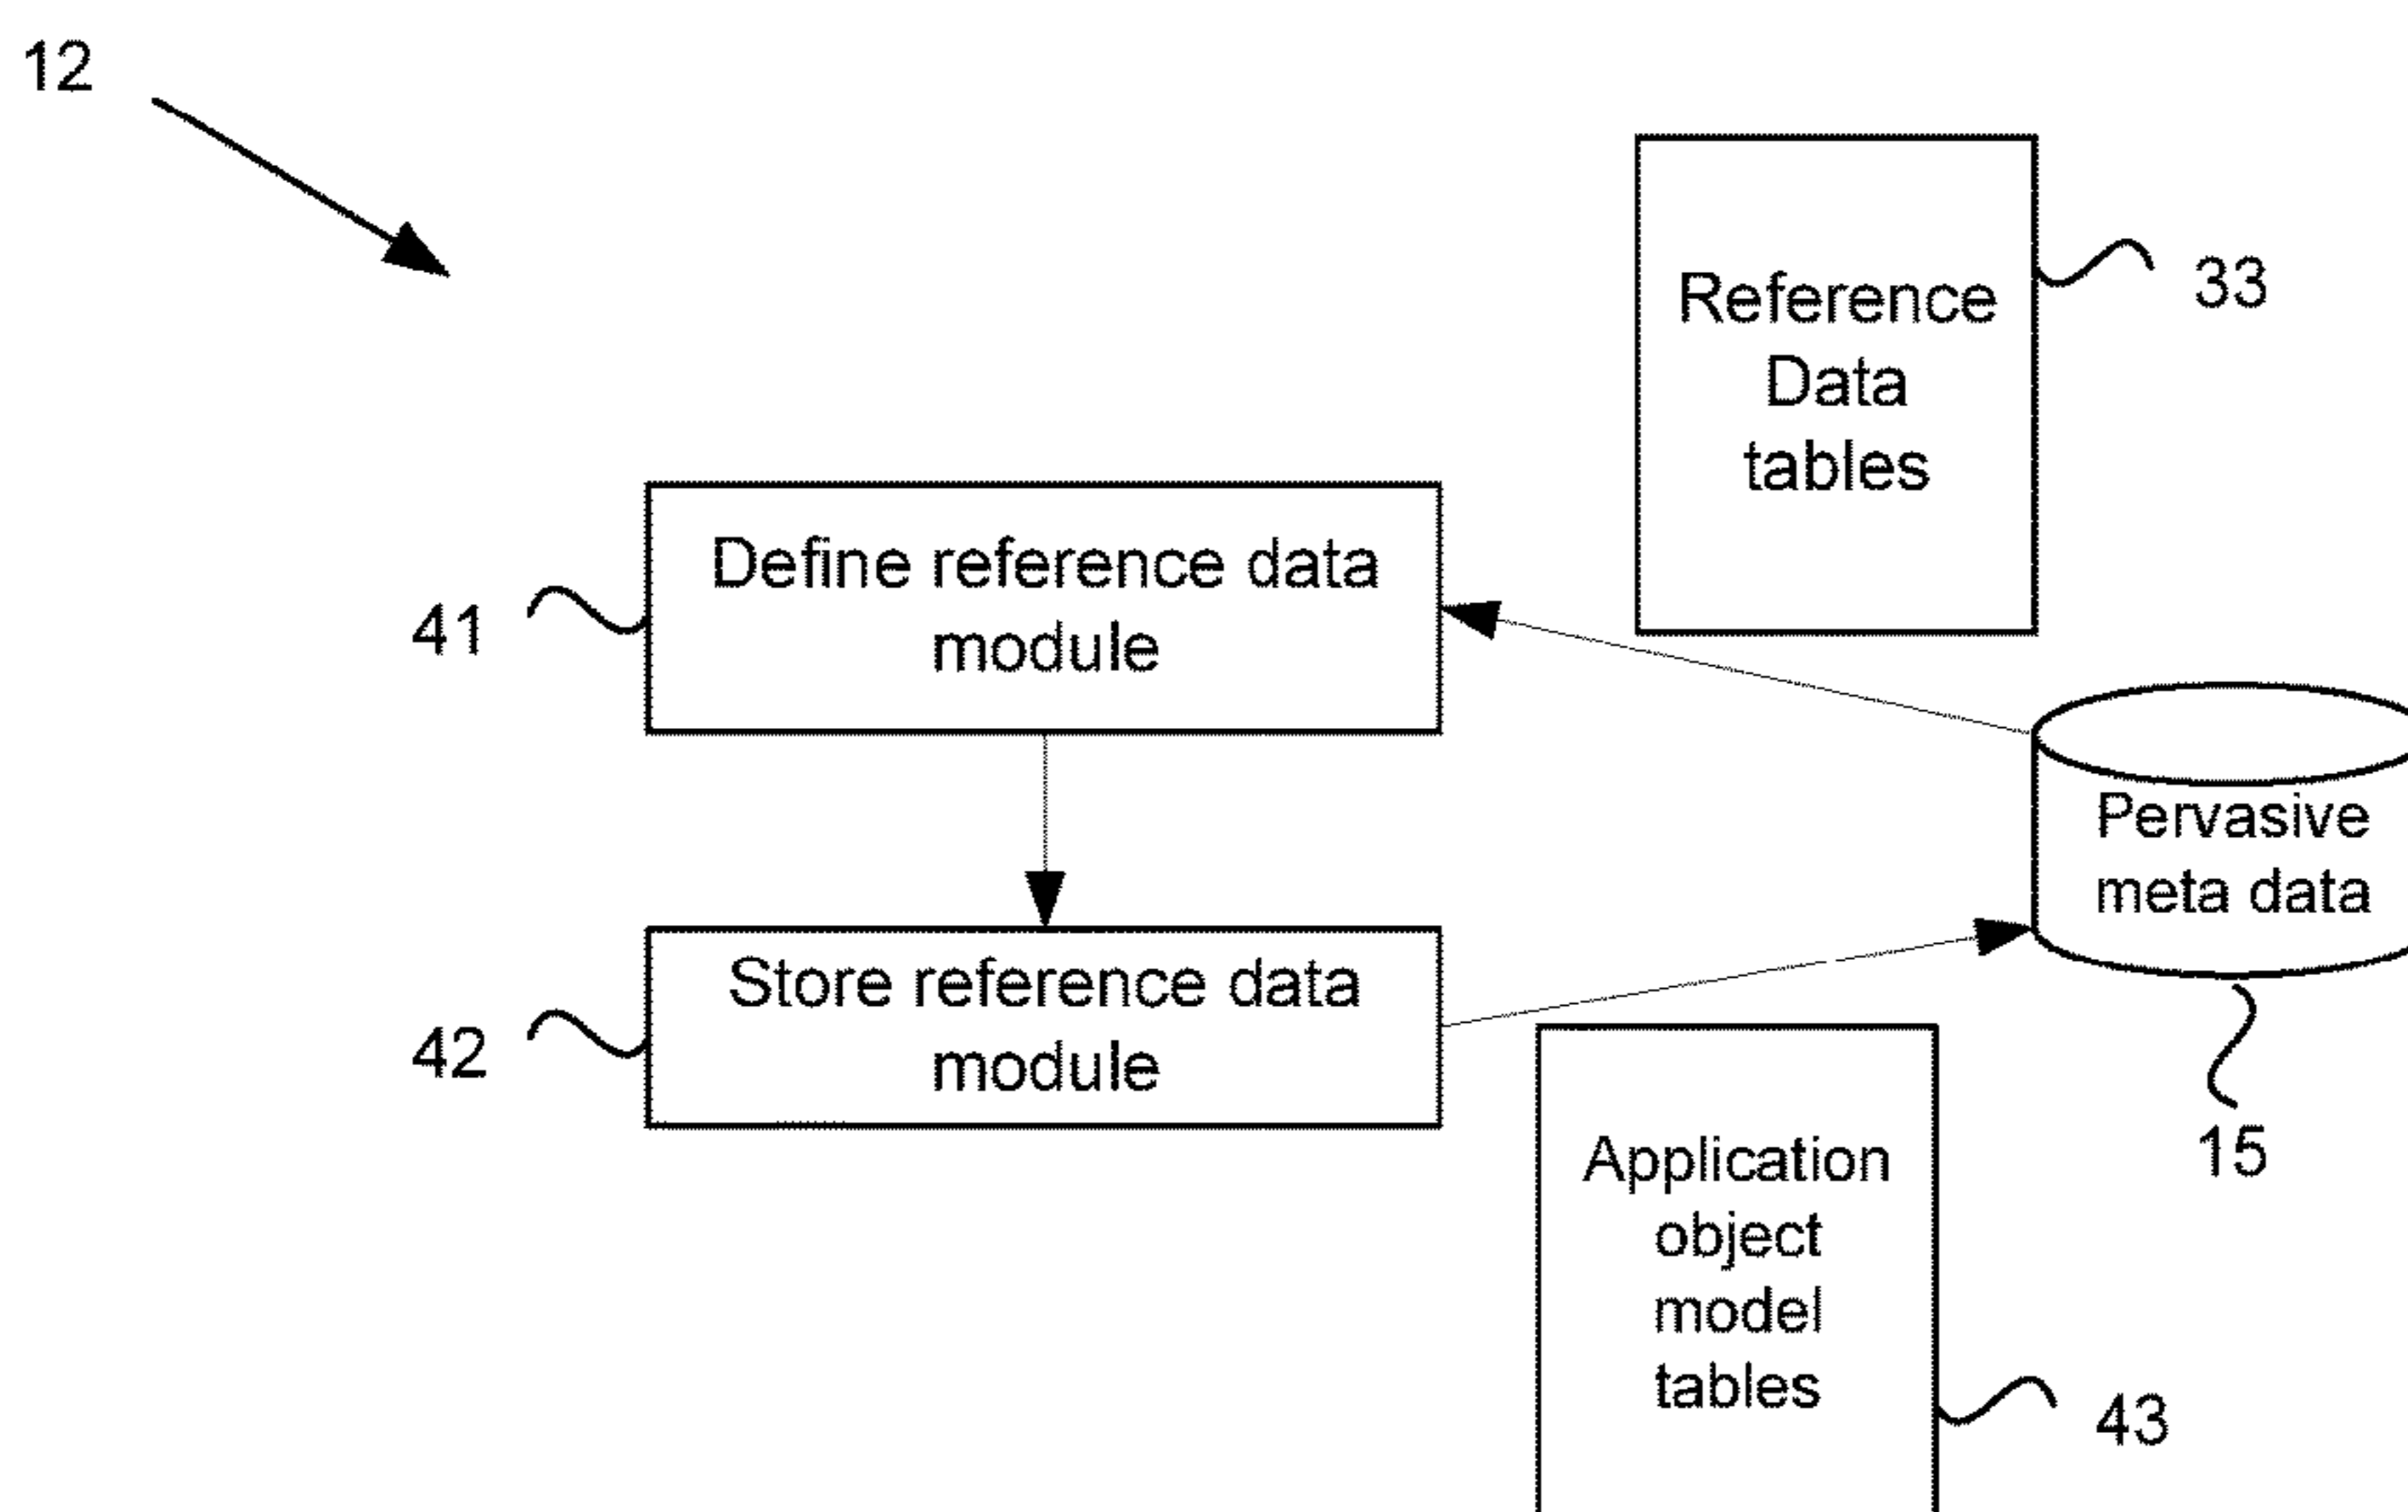 12
Reference
Data
tables
33
Define reference data
module
41
Pervasive
meta data
15
Store reference data
module
42
Application
object
model
tables
43